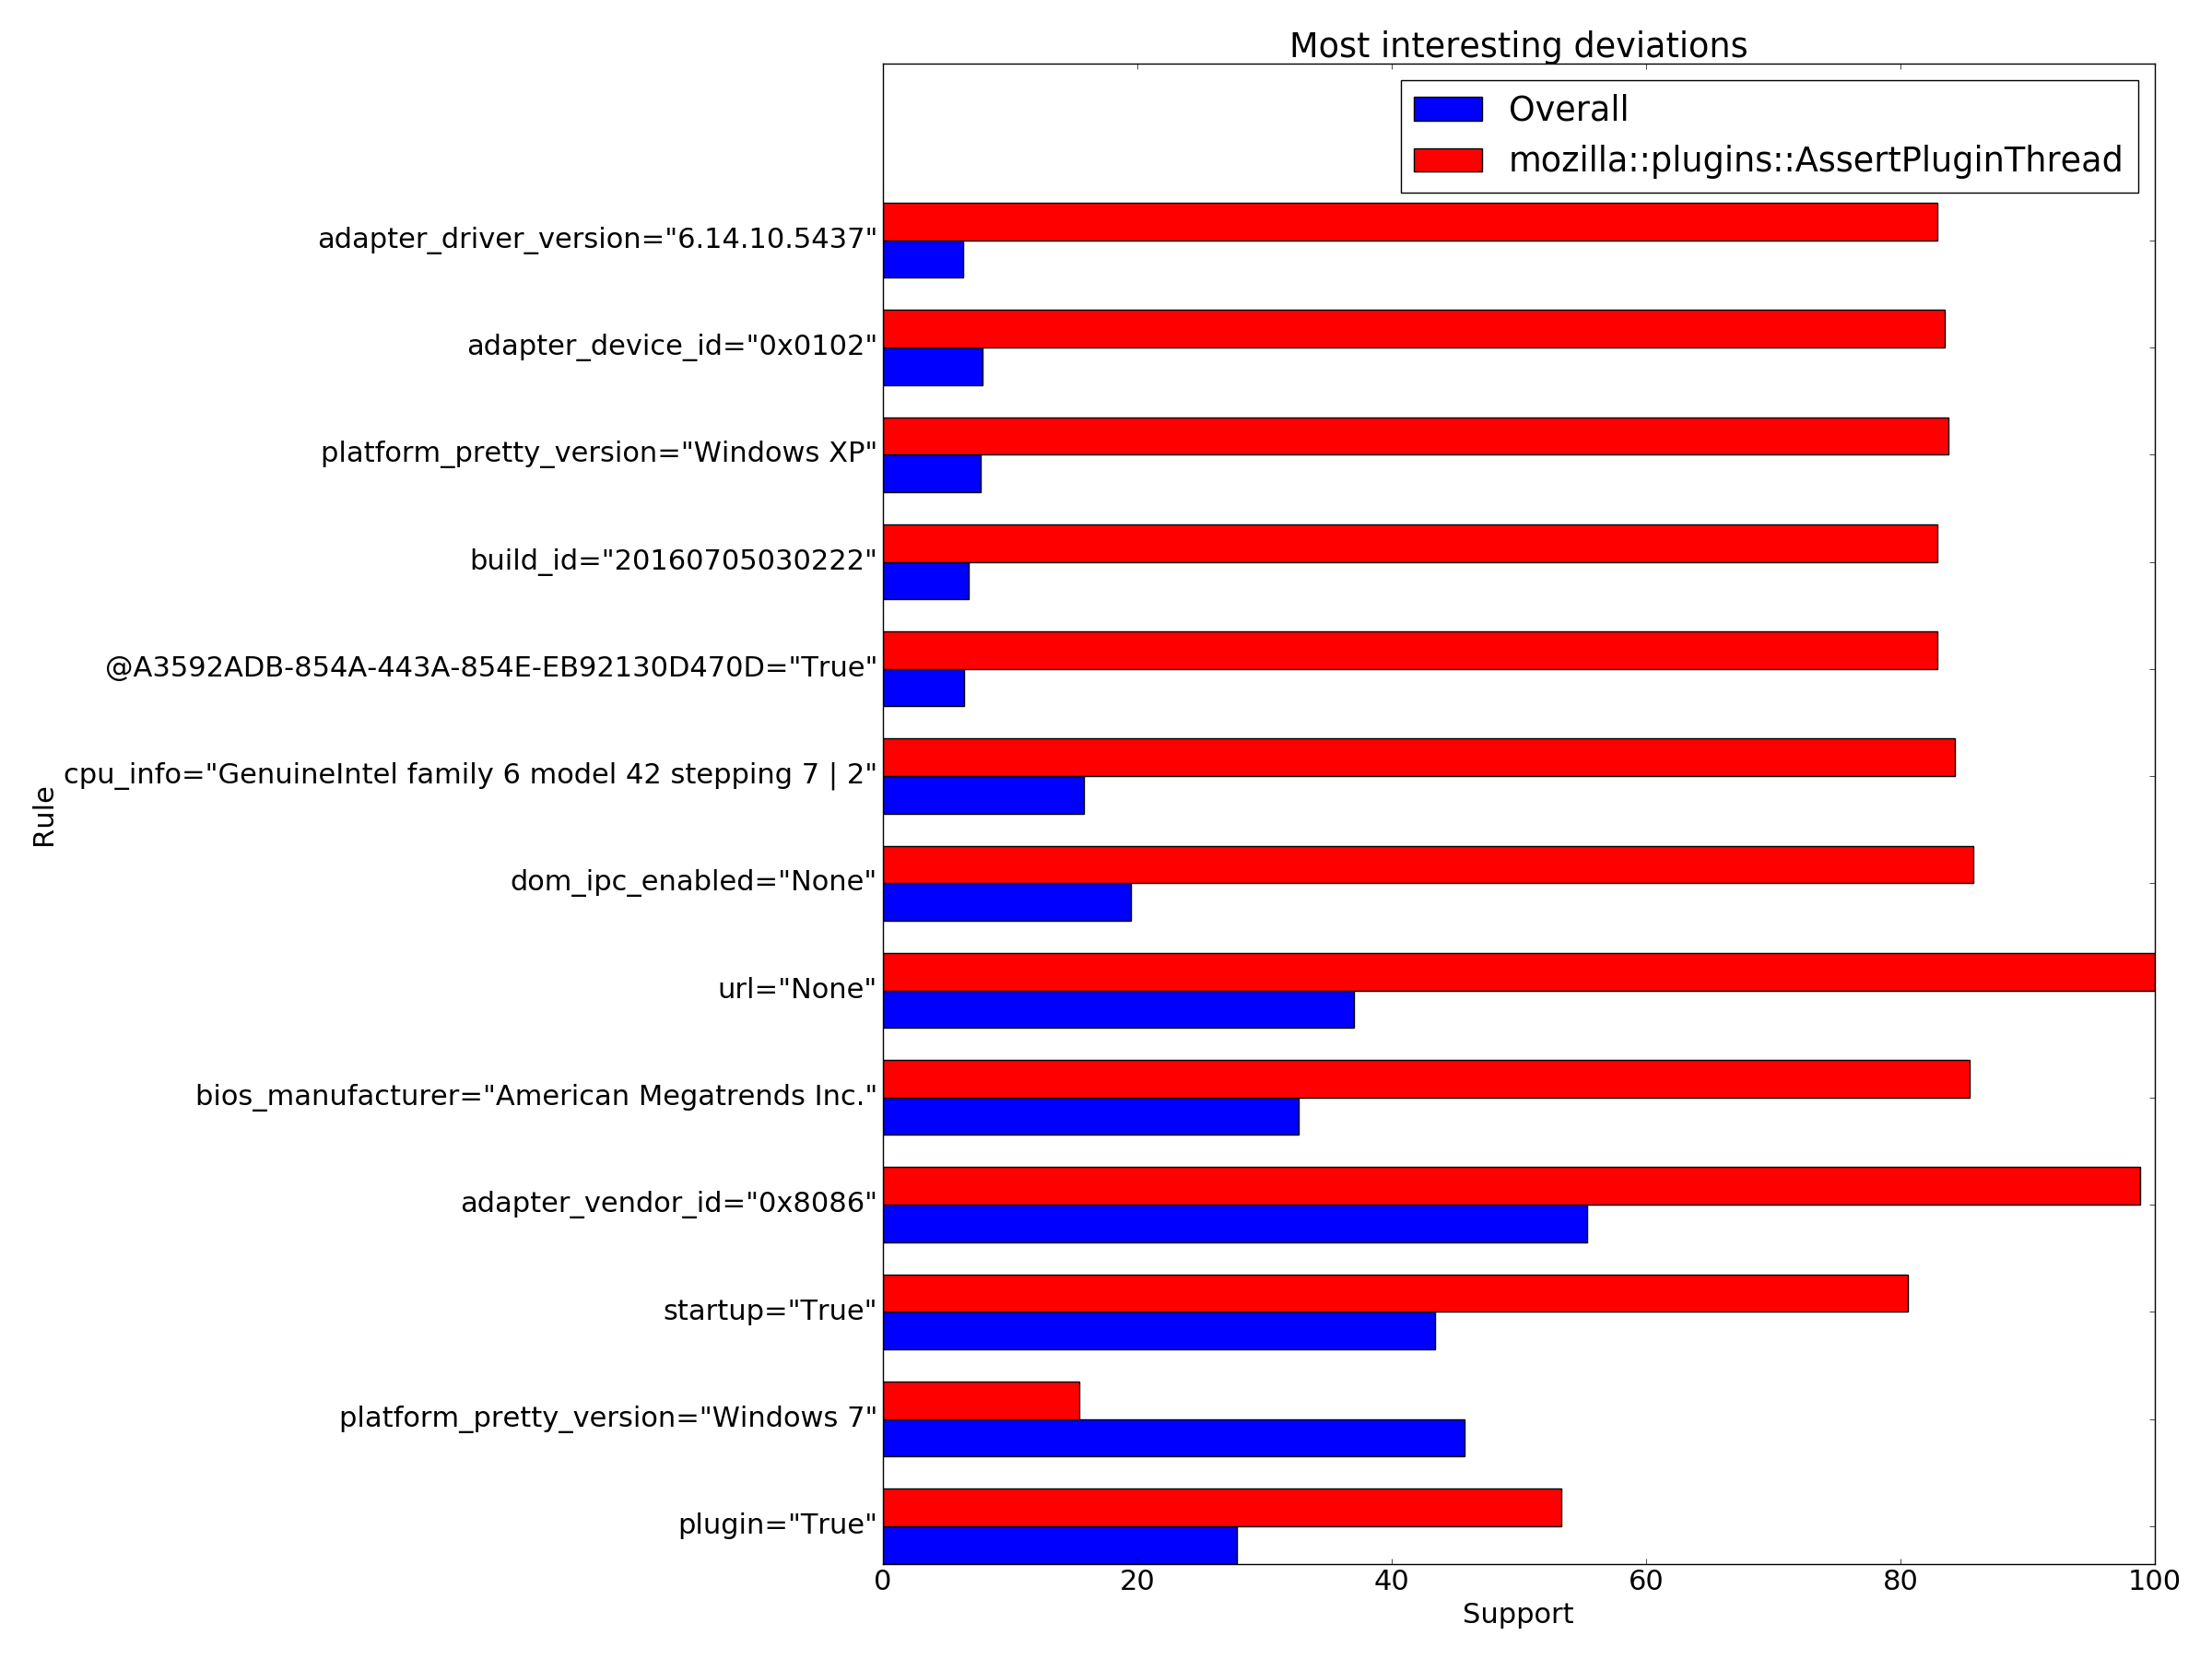 Most interesting deviations
Overall
mozilla::plugins::AssertPluginThread
adapter_driver_version="6.14.10.5437"
adapter_device_id="0x0102"
platform_pretty_version="Windows XP"
build_id="20160705030222"
@A3592ADB-854A-443A-854E-EB92130D470D="True"
cpu_info="GenuineIntel family 6 model 42 stepping 7 | 2"
dom_ipc_enabled="None"
url="None"
bios_manufacturer="American Megatrends Inc."
adapter_vendor_id="0x8086"
startup="True"
platform_pretty_version="Windows 7"
plugin="True"
Rule
0 20 40 60 80 100
Support